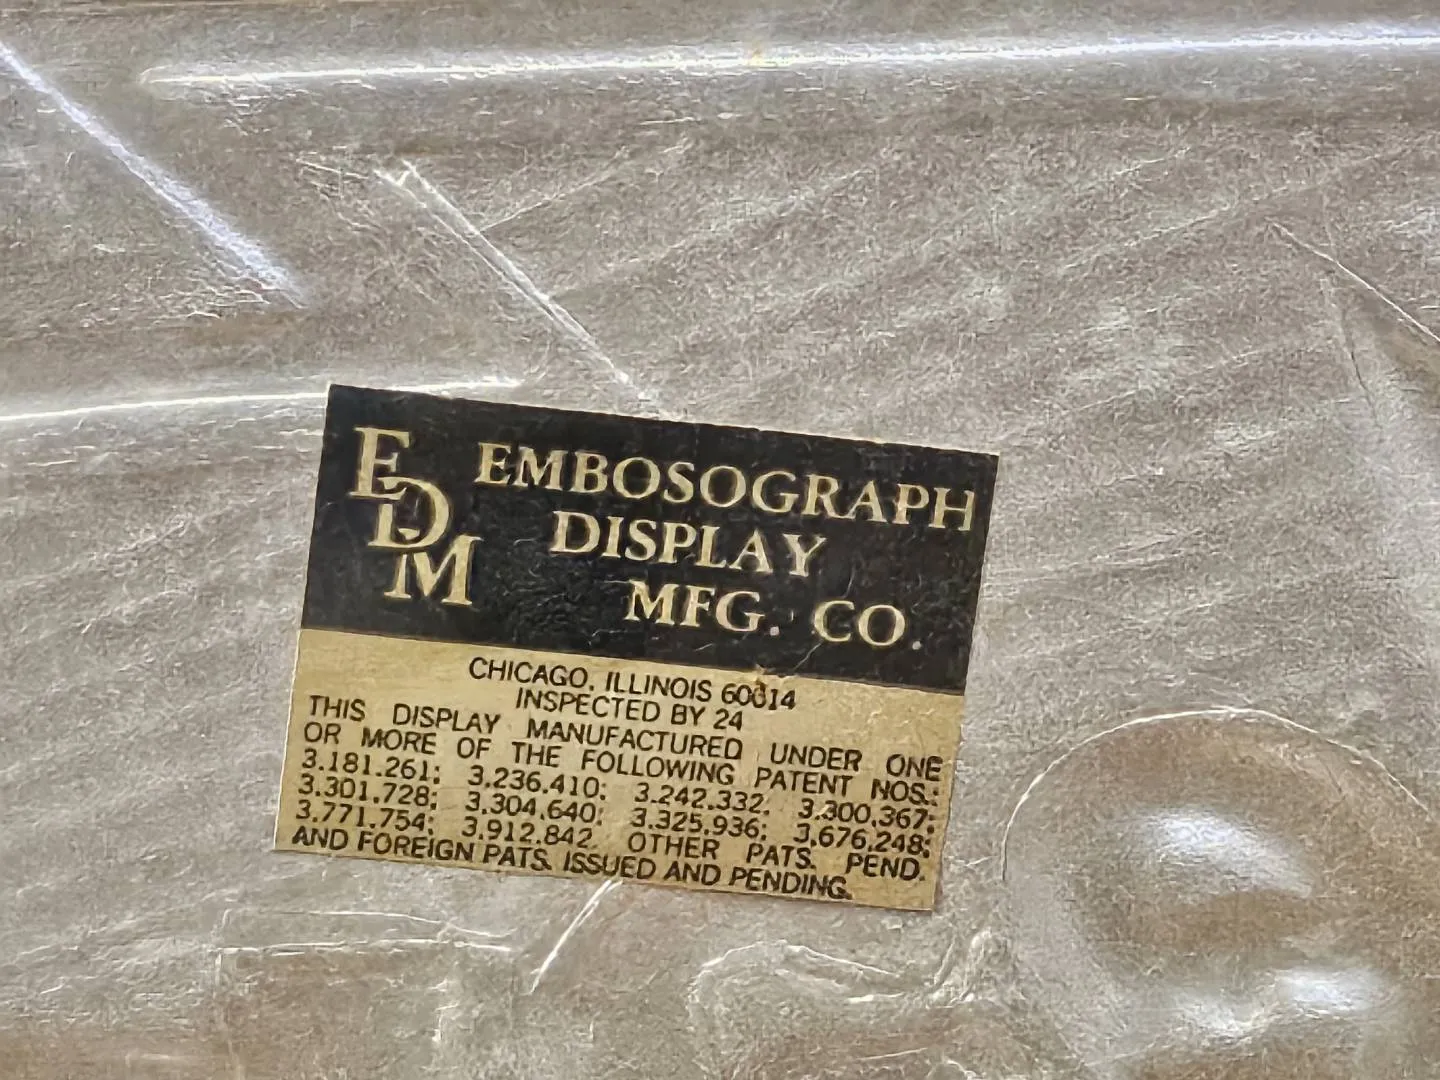 EDM
EMBOSOGRAPH
DISPLAY
MFG. CO.
CHICAGO, ILLINOIS 60614
INSPECTED BY 24
THIS DISPLAY MANUFACTURED UNDER ONE
OR MORE OF THE FOLLOWING PATENT NOS.:
3.181.261; 3.236.410; 3.242.332; 3.300.367;
3.301.728; 3.304.640; 3.325.936; 3.676.248;
3.771.754; 3.912.842. OTHER PATS. PEND.
AND FOREIGN PATS. ISSUED AND PENDING.